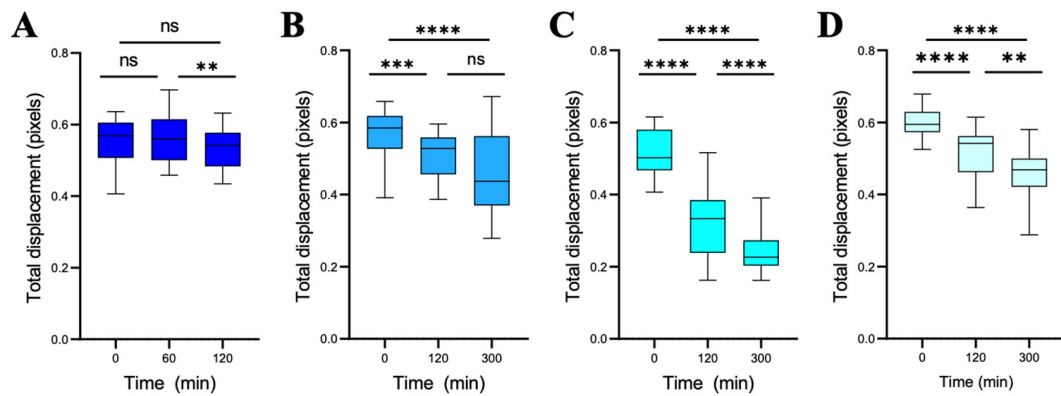 A
ns
ns
**
Total displacement (pixels)
0.8
0.6
0.4
0.2
0.0
0
60
120
Time (min)
B
****
***
ns
Total displacement (pixels)
0.8
0.6
0.4
0.2
0.0
0
120
300
Time (min)
C
****
****
****
Total displacement (pixels)
0.8
0.6
0.4
0.2
0.0
0
120
300
Time (min)
D
****
****
**
Total displacement (pixels)
0.8
0.6
0.4
0.2
0.0
0
120
300
Time (min)